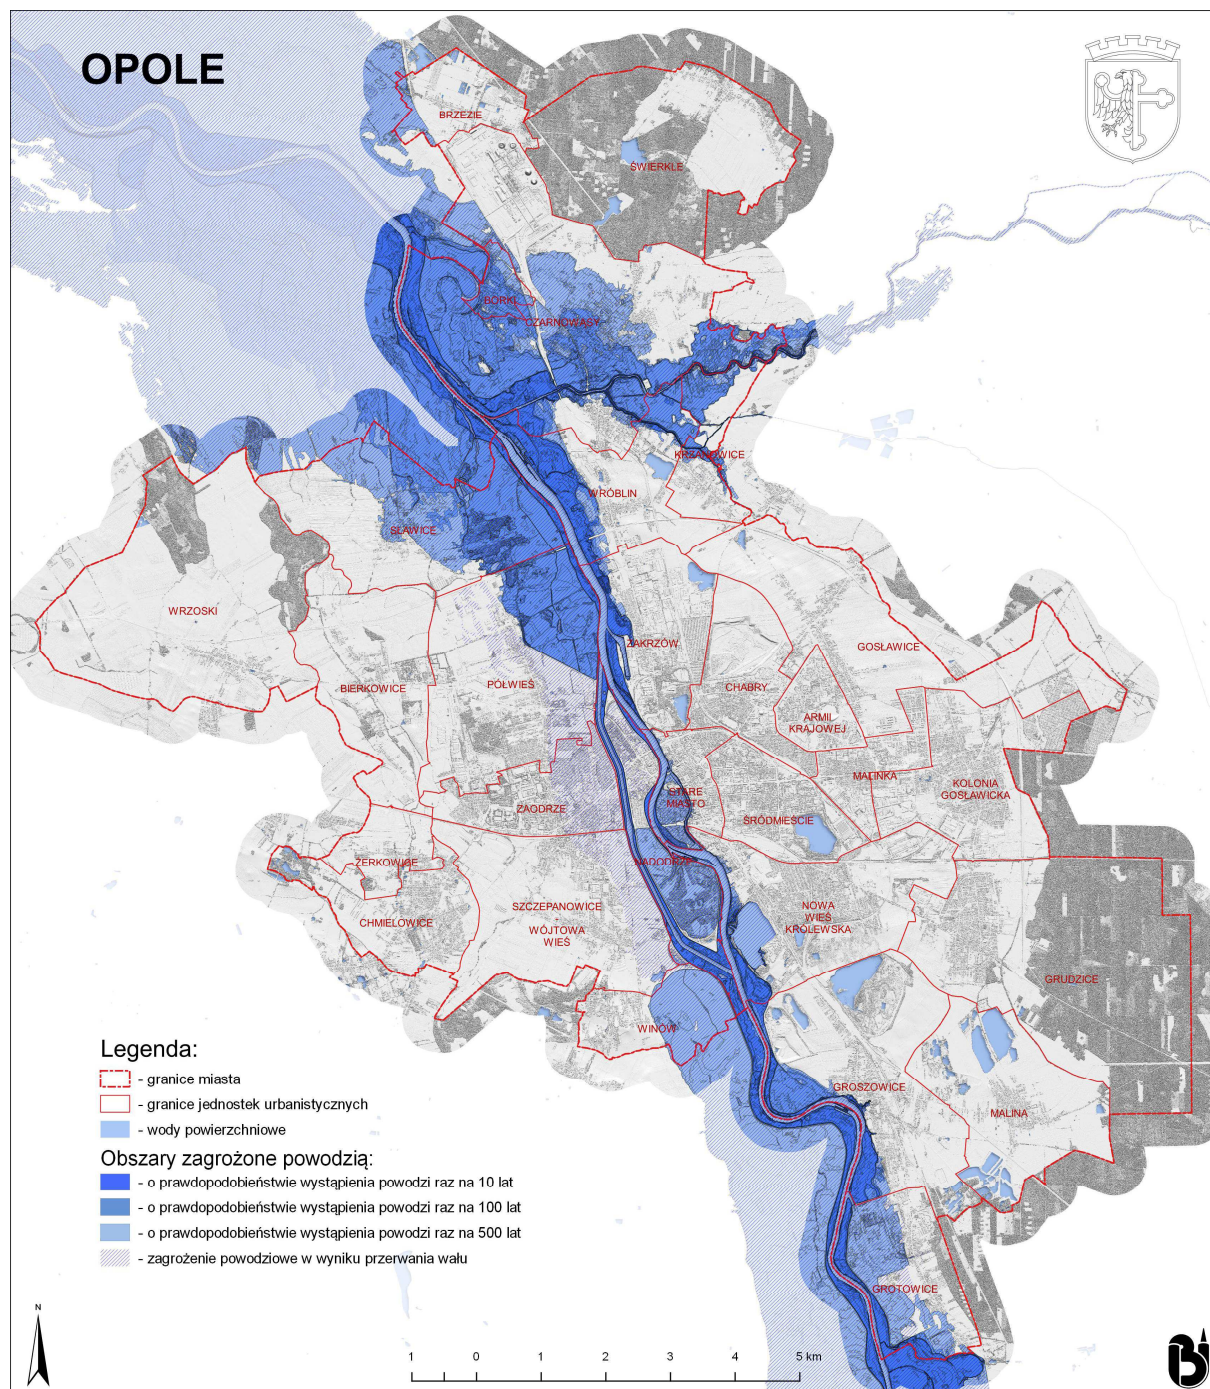 OPOLE
BRZEZIE
ŚWIERKLE
BORKI
CZARNOWĄSY
KRZANOWICE
WRÓBLIN
SŁAWICE
WRZOSKI
ZAKRZÓW
GOSŁAWICE
BIERKOWICE
PÓŁWIEŚ
CHABRY
ARMII
KRAJOWEJ
MALINKA
KOLONIA
GOSŁAWICKA
STARE
MIASTO
ZAODRZE
ŚRÓDMIEŚCIE
ŻERKOWICE
NADODRZE
CHMIELOWICE
SZCZEPANOWICE
-
WÓJTOWA
WIEŚ
NOWA
WIEŚ
KRÓLEWSKA
GRUDZICE
WINÓW
GROSZOWICE
MALINA
GROTOWICE
Legenda:
- granice miasta
- granice jednostek urbanistycznych
- wody powierzchniowe
Obszary zagrożone powodzią:
- o prawdopodobieństwie wystąpienia powodzi raz na 10 lat
- o prawdopodobieństwie wystąpienia powodzi raz na 100 lat
- o prawdopodobieństwie wystąpienia powodzi raz na 500 lat
- zagrożenie powodziowe w wyniku przerwania wału
N
1 0 1 2 3 4 5 km